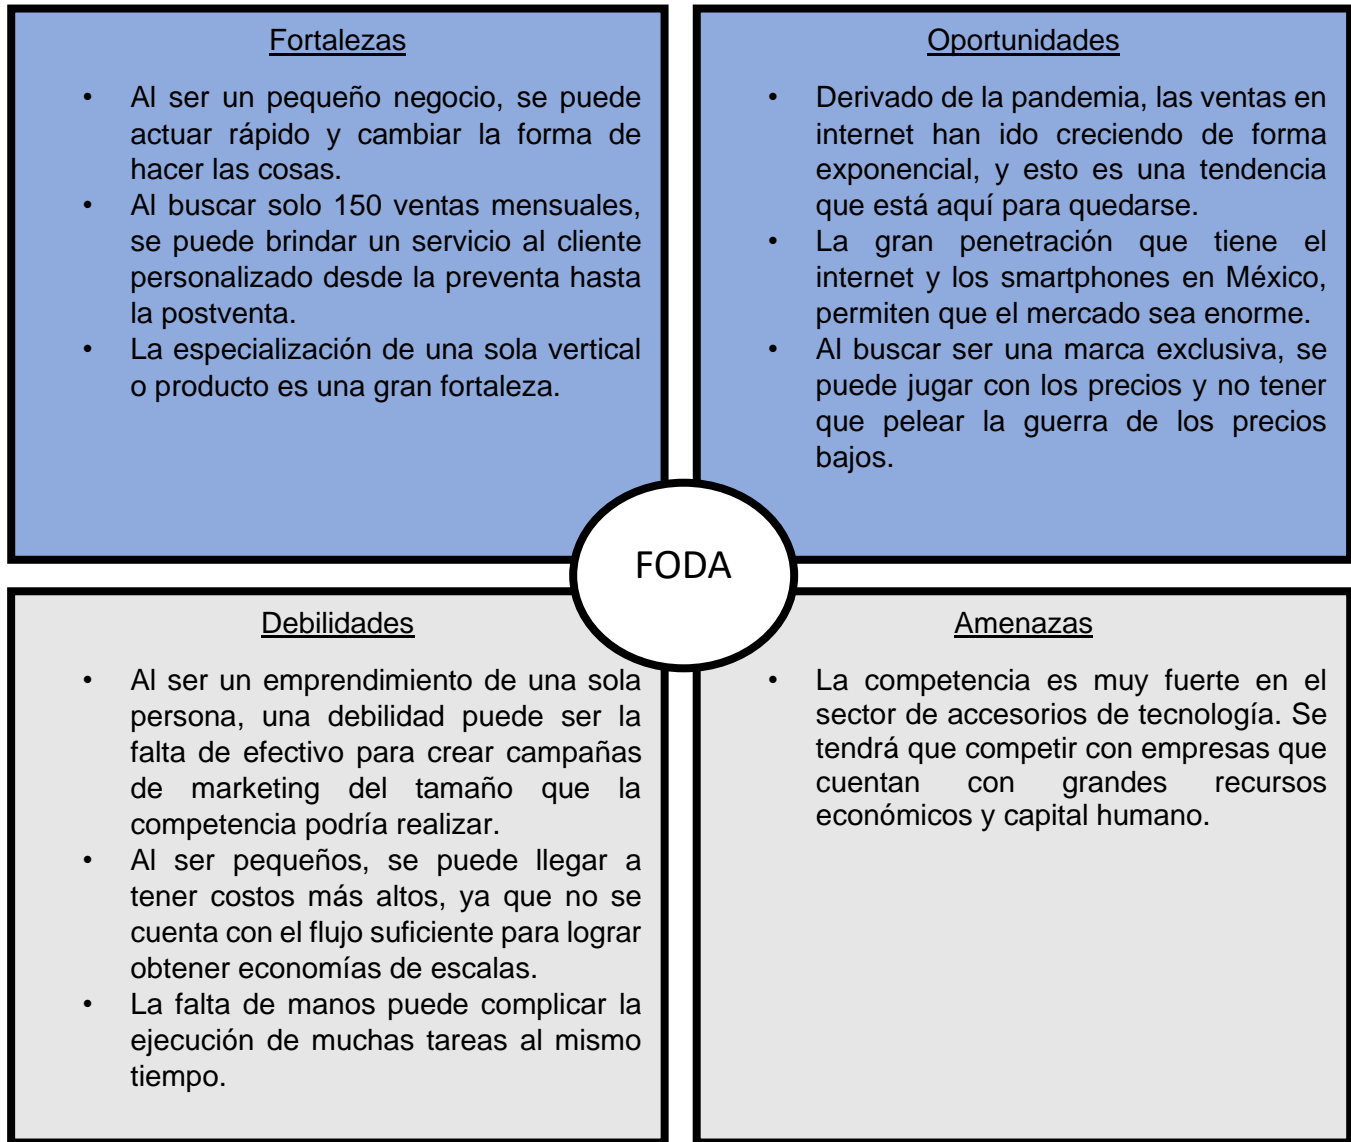 Fortalezas
• Al ser un pequeño negocio, se puede
actuar rápido y cambiar la forma de
hacer las cosas.
• Al buscar solo 150 ventas mensuales,
se puede brindar un servicio al cliente
personalizado desde la preventa hasta
la postventa.
• La especialización de una sola vertical
o producto es una gran fortaleza.
Oportunidades
• Derivado de la pandemia, las ventas en
internet han ido creciendo de forma
exponencial, y esto es una tendencia
que está aquí para quedarse.
• La gran penetración que tiene el
internet y los smartphones en México,
permiten que el mercado sea enorme.
• Al buscar ser una marca exclusiva, se
puede jugar con los precios y no tener
que pelear la guerra de los precios
bajos.
FODA
Debilidades
• Al ser un emprendimiento de una sola
persona, una debilidad puede ser la
falta de efectivo para crear campañas
de marketing del tamaño que la
competencia podría realizar.
• Al ser pequeños, se puede llegar a
tener costos más altos, ya que no se
cuenta con el flujo suficiente para lograr
obtener economías de escalas.
• La falta de manos puede complicar la
ejecución de muchas tareas al mismo
tiempo.
Amenazas
• La competencia es muy fuerte en el
sector de accesorios de tecnología. Se
tendrá que competir con empresas que
cuentan con grandes recursos
económicos y capital humano.